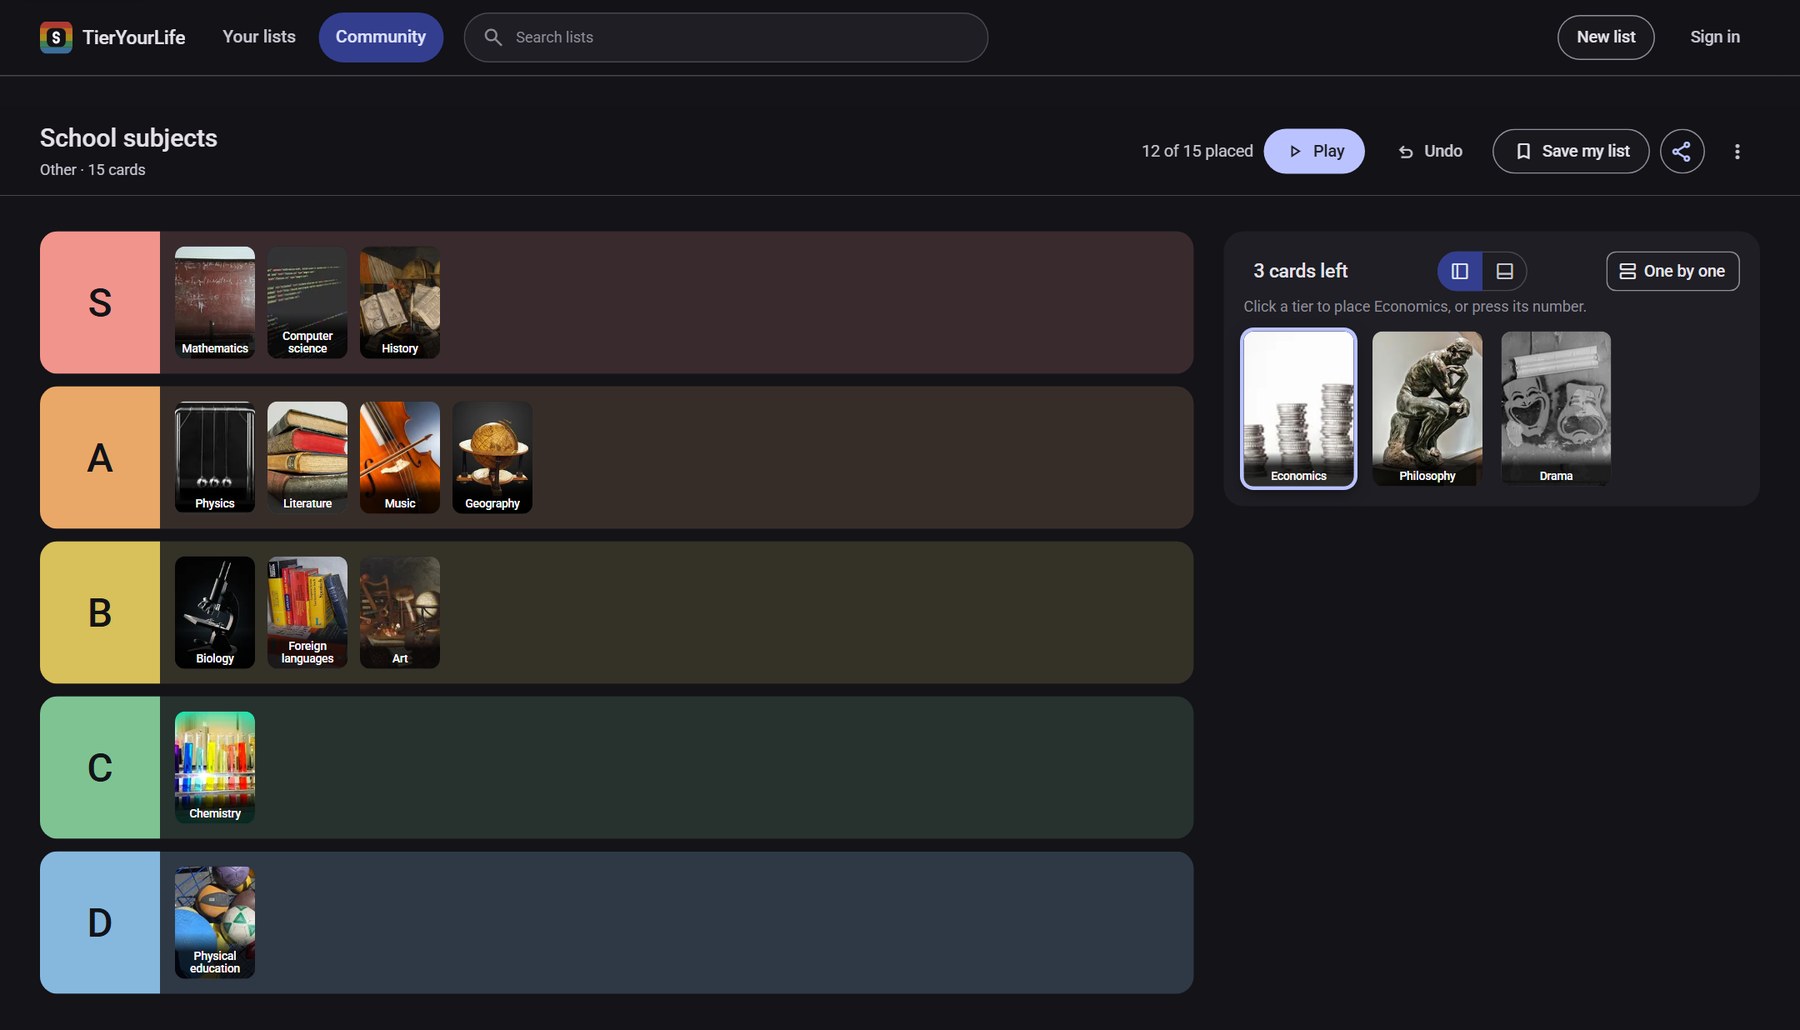 S TierYourLife
Your lists
Community
Search lists
New list
Sign in
School subjects
Other · 15 cards
12 of 15 placed
Play
Undo
Save my list
S
Mathematics
Computer
science
History
A
Physics
Literature
Music
Geography
B
Biology
Foreign
languages
Art
C
Chemistry
D
Physical
education
3 cards left
One by one
Click a tier to place Economics, or press its number.
Economics
Philosophy
Drama